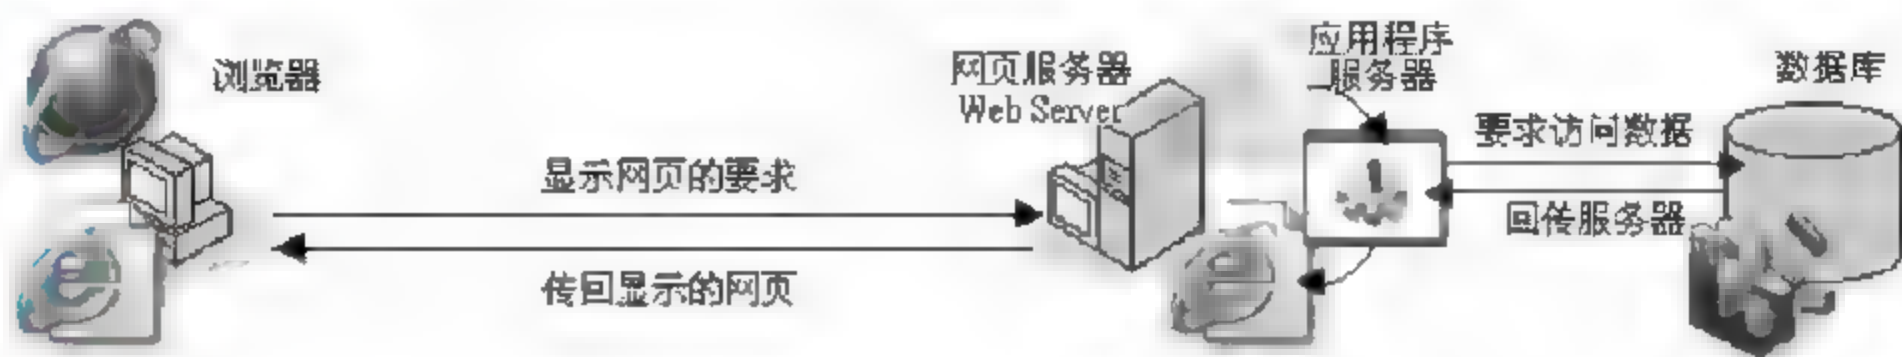 浏览器
网页服务器
Web Server
应用程序
服务器
数据库
显示网页的要求
传回显示的网页
要求访问数据
回传服务器